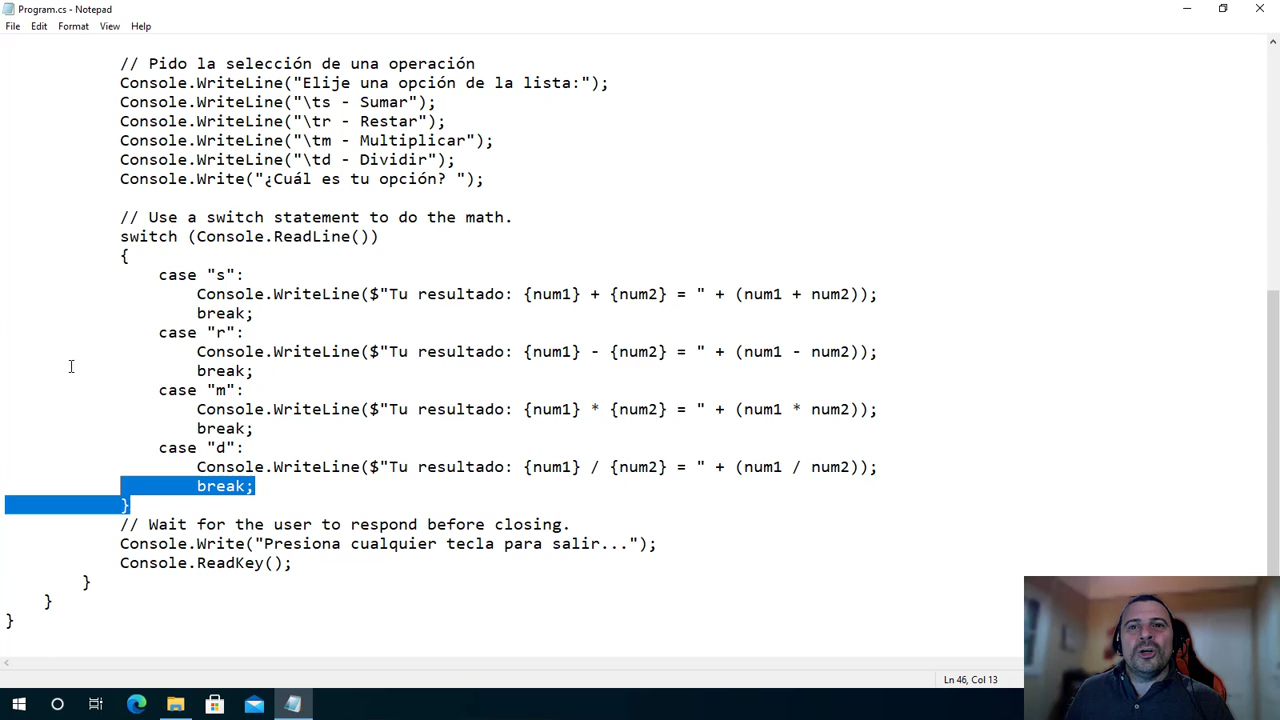 Program.cs - Notepad
File Edit Format View Help
// Pido la selección de una operación
Console.WriteLine("Elije una opción de la lista:");
Console.WriteLine("\ts - Sumar");
Console.WriteLine("\tr - Restar");
Console.WriteLine("\tm - Multiplicar");
Console.WriteLine("\td - Dividir");
Console.Write("¿Cuál es tu opción? ");
// Use a switch statement to do the math.
switch (Console.ReadLine())
{
case "s":
Console.WriteLine($"Tu resultado: {num1} + {num2} = " + (num1 + num2));
break;
case "r":
Console.WriteLine($"Tu resultado: {num1} - {num2} = " + (num1 - num2));
break;
case "m":
Console.WriteLine($"Tu resultado: {num1} * {num2} = " + (num1 * num2));
break;
case "d":
Console.WriteLine($"Tu resultado: {num1} / {num2} = " + (num1 / num2));
break;
}
// Wait for the user to respond before closing.
Console.Write("Presiona cualquier tecla para salir...");
Console.ReadKey();
}
}
}
Ln 46, Col 13